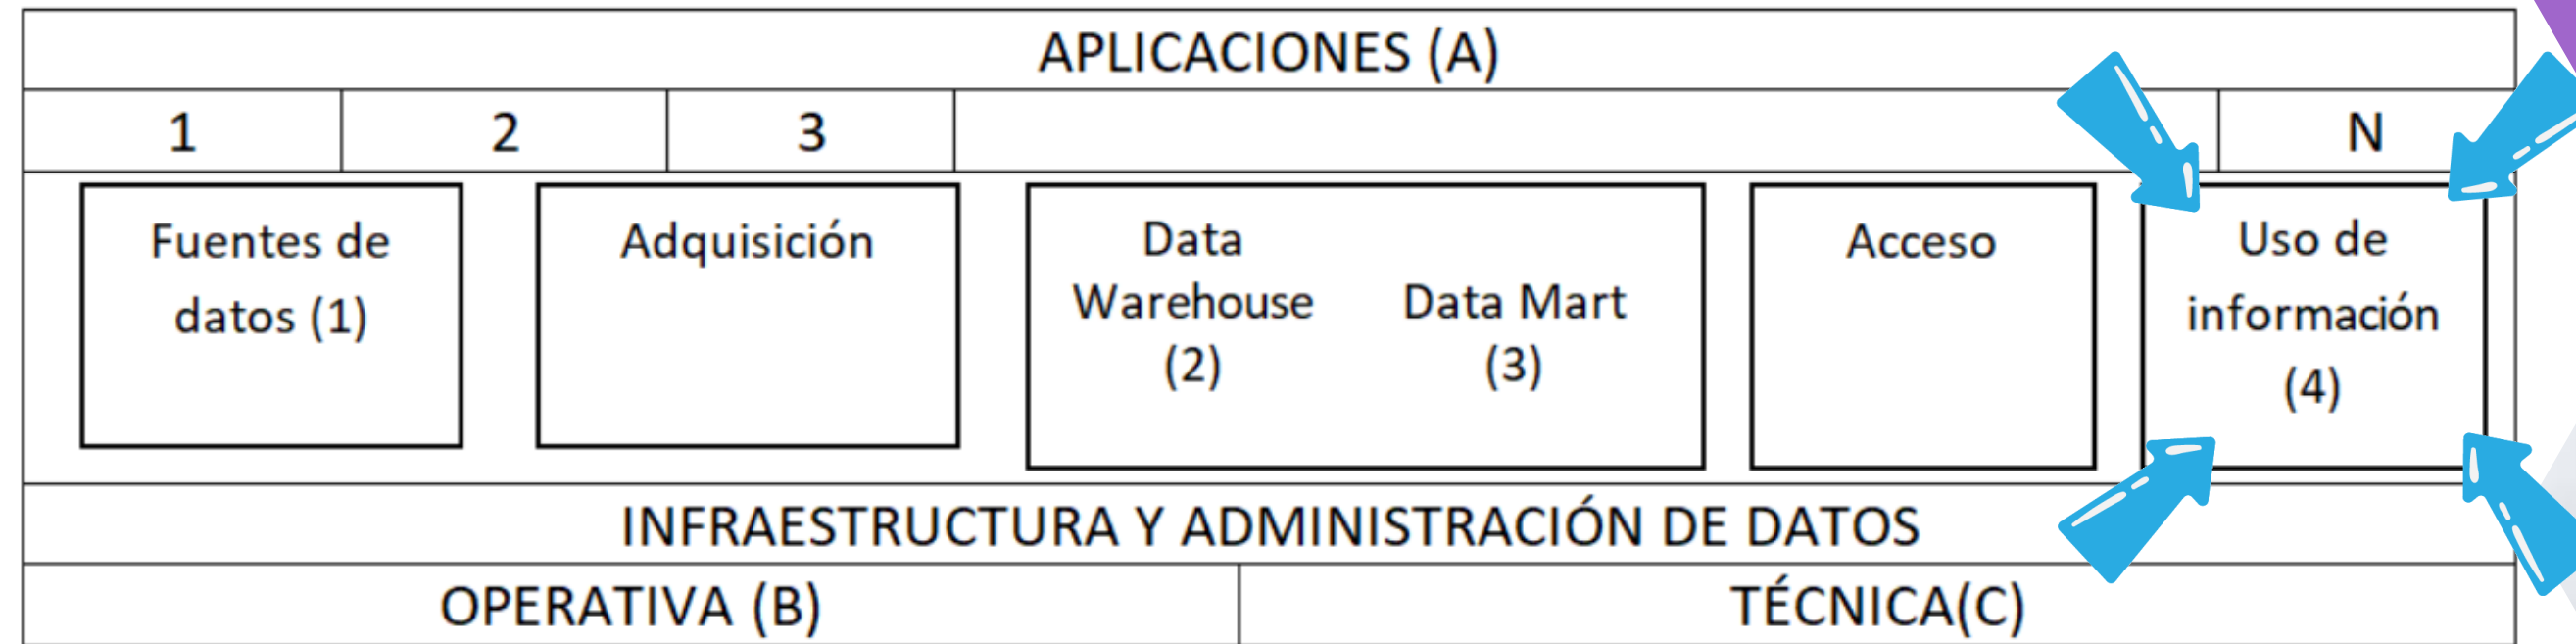 APLICACIONES (A)
1 2 3 N
Fuentes de
datos (1)
Adquisición
Data
Warehouse
(2)
Data Mart
(3)
Acceso
Uso de
información
(4)
INFRAESTRUCTURA Y ADMINISTRACIÓN DE DATOS
OPERATIVA (B) TÉCNICA(C)